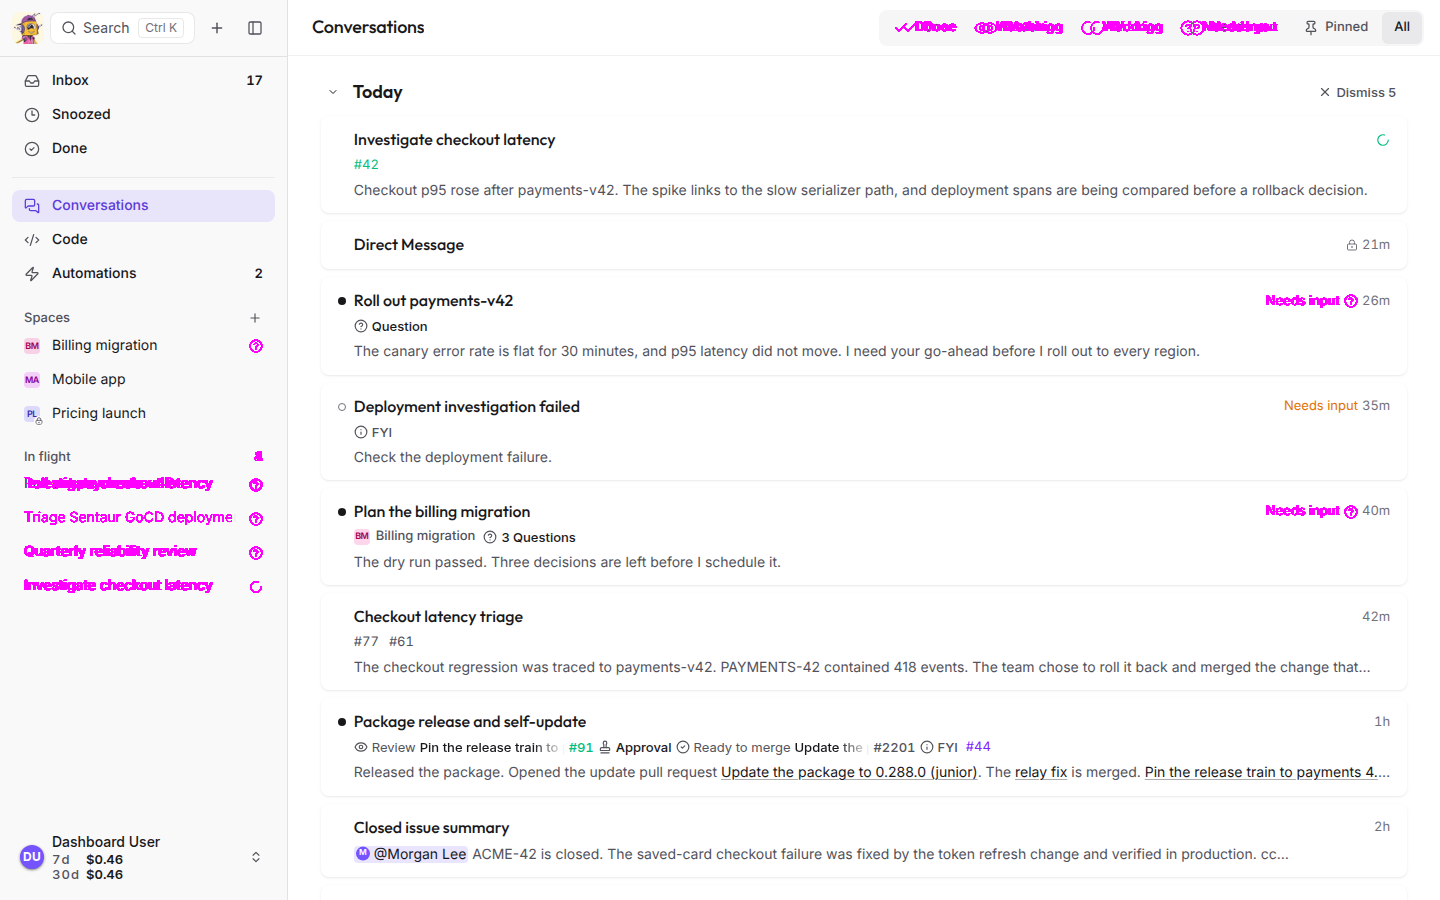 Search Ctrl K
Inbox 17
Snoozed
Done
Conversations
Code
Automations 2
Spaces
BM Billing migration
MA Mobile app
PL Pricing launch
In flight
Triage Sentaur GoCD deployme
Quarterly reliability review
Investigate checkout latency
DU Dashboard User
7d $0.46
30d $0.46
Conversations
Pinned All
Today
Dismiss 5
Investigate checkout latency
#42
Checkout p95 rose after payments-v42. The spike links to the slow serializer path, and deployment spans are being compared before a rollback decision.
Direct Message 21m
Roll out payments-v42 Needs input 26m
Question
The canary error rate is flat for 30 minutes, and p95 latency did not move. I need your go-ahead before I roll out to every region.
Deployment investigation failed Needs input 35m
FYI
Check the deployment failure.
Plan the billing migration Needs input 40m
BM Billing migration 3 Questions
The dry run passed. Three decisions are left before I schedule it.
Checkout latency triage 42m
#77 #61
The checkout regression was traced to payments-v42. PAYMENTS-42 contained 418 events. The team chose to roll it back and merged the change that...
Package release and self-update 1h
Review Pin the release train to #91 Approval Ready to merge Update the #2201 FYI #44
Released the package. Opened the update pull request Update the package to 0.288.0 (junior). The relay fix is merged. Pin the release train to payments 4....
Closed issue summary 2h
M @Morgan Lee ACME-42 is closed. The saved-card checkout failure was fixed by the token refresh change and verified in production. cc...